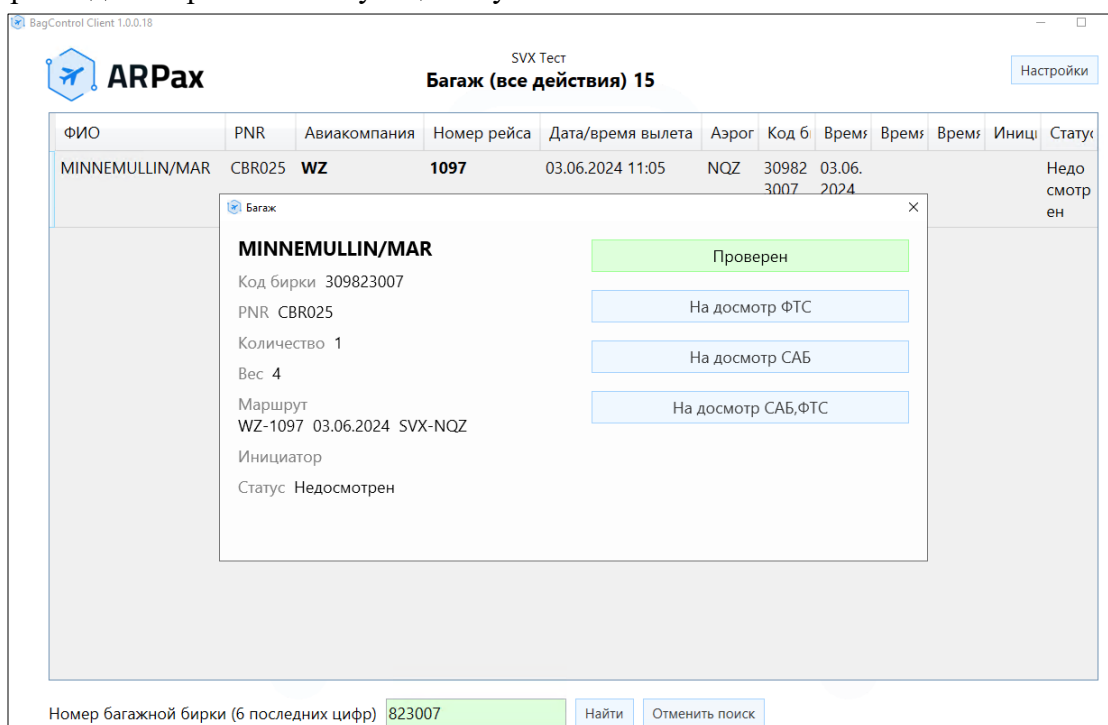 BagControl Client 1.0.0.18
ARPax
SVX Тест
Багаж (все действия) 15
Настройки
ФИО PNR Авиакомпания Номер рейса Дата/время вылета Аэрог Код б Время Время Время Иници Статус
MINNEMULLIN/MAR CBR025 WZ 1097 03.06.2024 11:05 NQZ 30982 03.06. Недо
3007 2024 смотр
ен
Багаж
MINNEMULLIN/MAR
Код бирки 309823007
PNR CBR025
Количество 1
Вес 4
Маршрут
WZ-1097 03.06.2024 SVX-NQZ
Инициатор
Статус Недосмотрен
Проверен
На досмотр ФТС
На досмотр САБ
На досмотр САБ,ФТС
Номер багажной бирки (6 последних цифр) 823007 Найти Отменить поиск